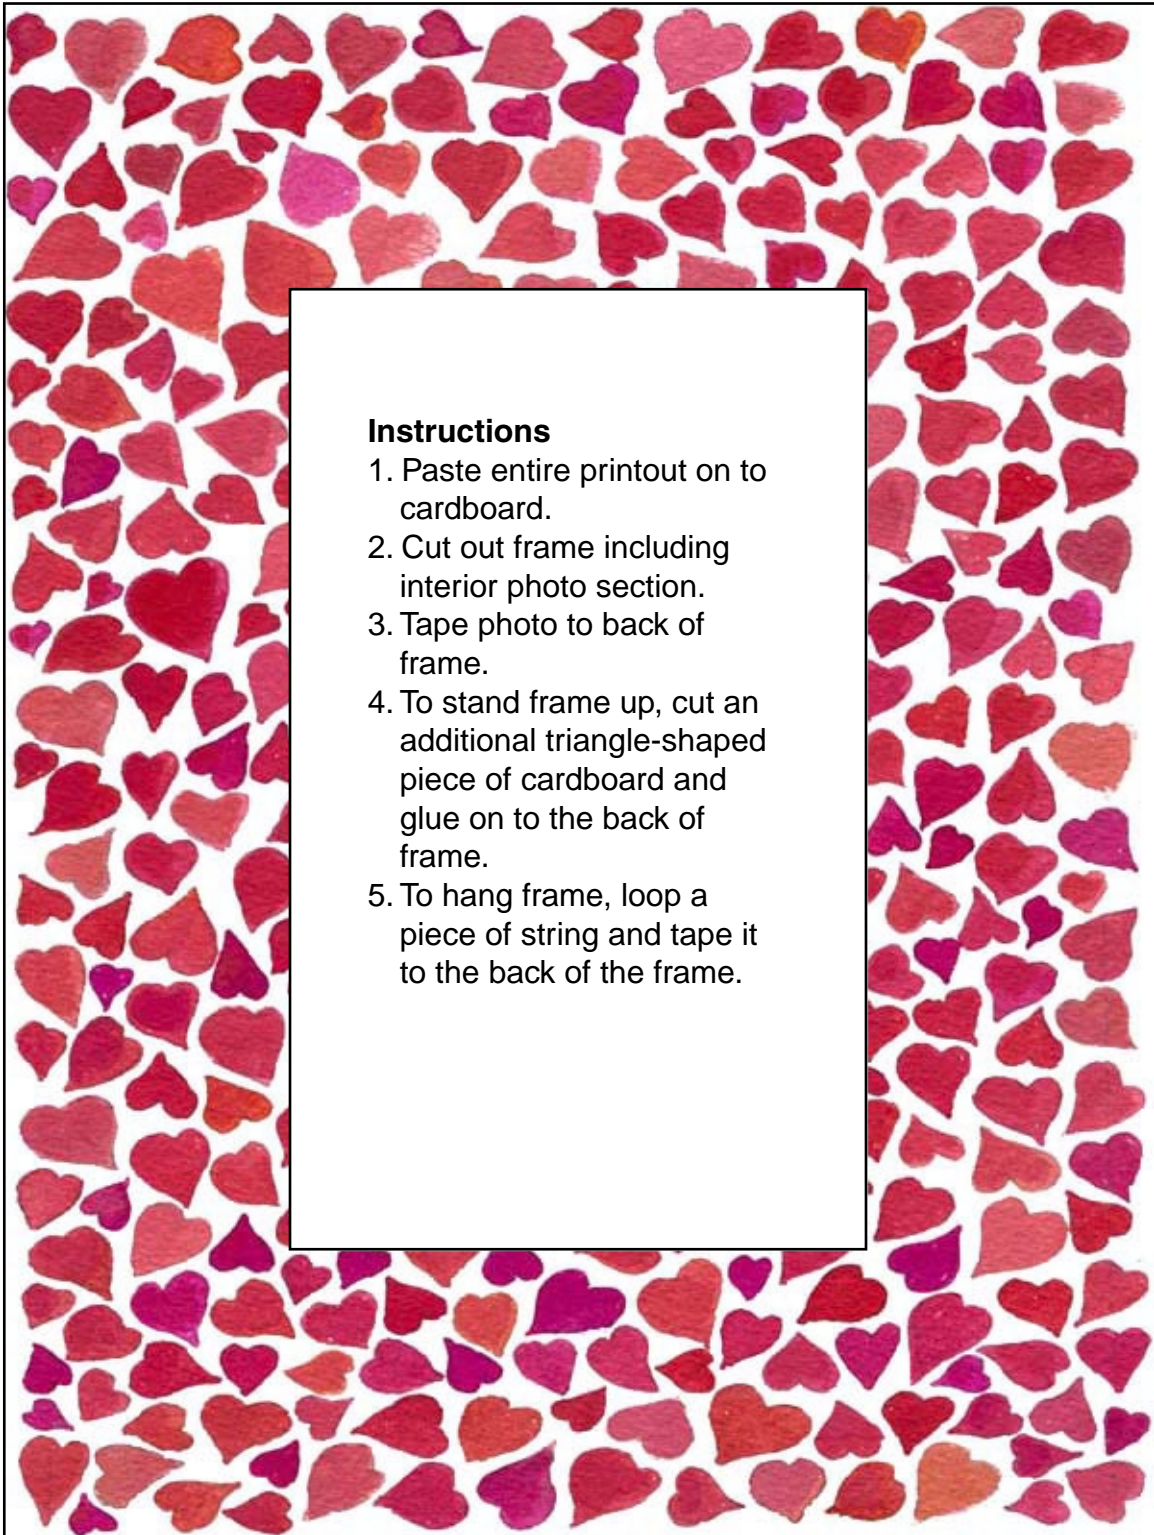 Instructions
1. Paste entire printout on to
cardboard.
2. Cut out frame including
interior photo section.
3. Tape photo to back of
frame.
4. To stand frame up, cut an
additional triangle-shaped
piece of cardboard and
glue on to the back of
frame.
5. To hang frame, loop a
piece of string and tape it
to the back of the frame.